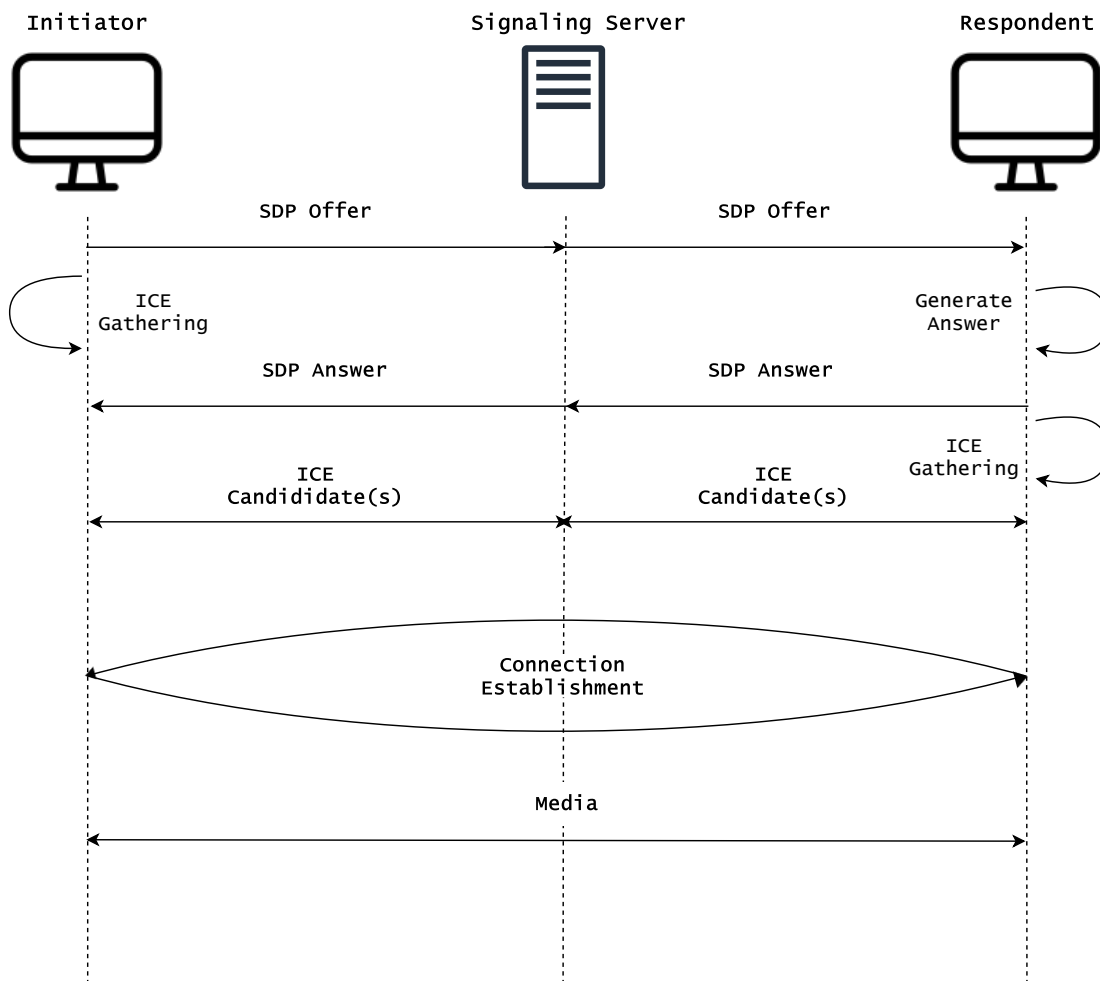 Initiator
Signaling Server
Respondent
SDP Offer
SDP Offer
ICE
Gathering
Generate
Answer
SDP Answer
SDP Answer
ICE
Gathering
ICE
Candididate(s)
ICE
Candidate(s)
Connection
Establishment
Media